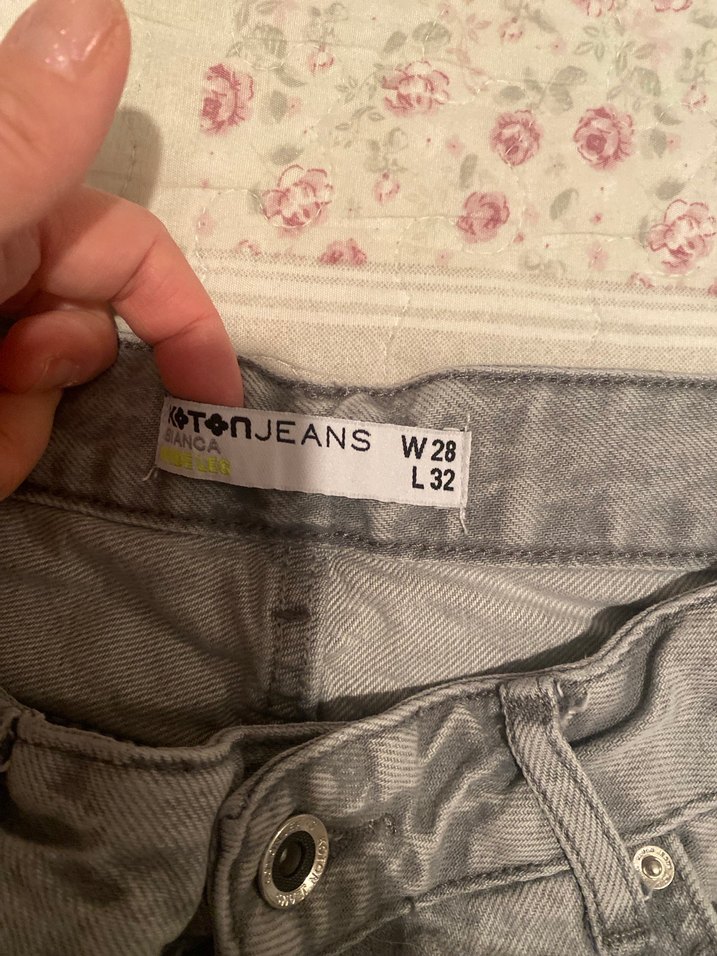 KOTON JEANS
BIANCA
W 28
L 32